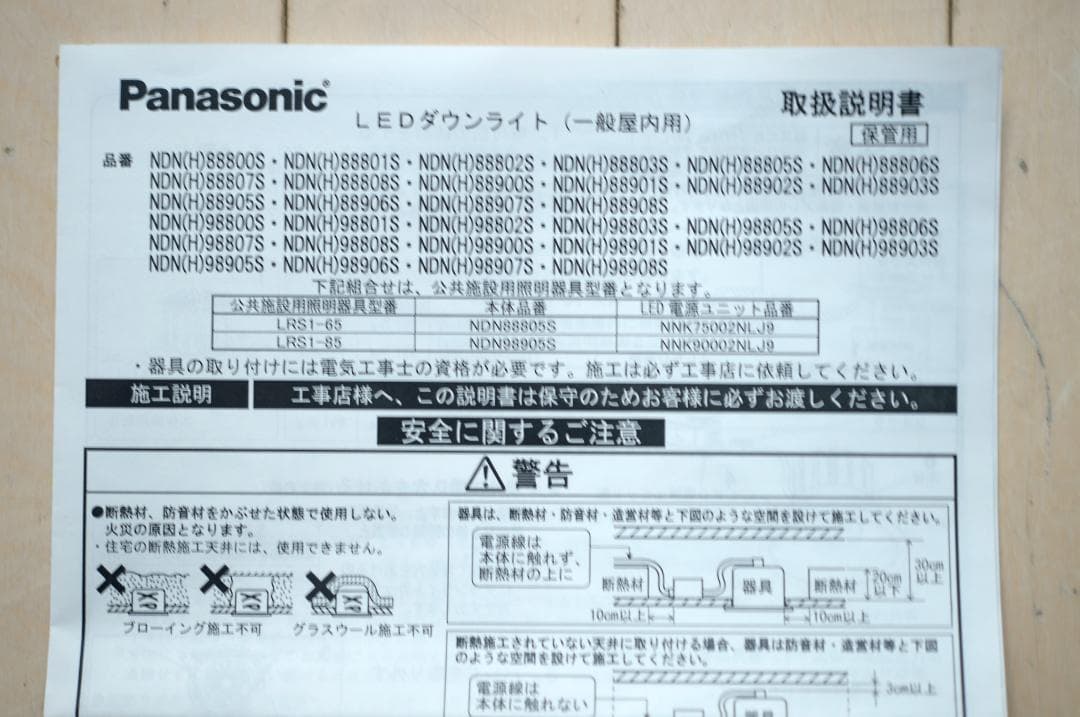 Panasonic
取扱説明書
LEDダウンライト（一般屋内用）
保管用
品番 NDN(H)88800S・NDN(H)88801S・NDN(H)88802S・NDN(H)88803S・NDN(H)88805S・NDN(H)88806S
NDN(H)88807S・NDN(H)88808S・NDN(H)88900S・NDN(H)88901S・NDN(H)88902S・NDN(H)88903S
NDN(H)88905S・NDN(H)88906S・NDN(H)88907S・NDN(H)88908S
NDN(H)98800S・NDN(H)98801S・NDN(H)98802S・NDN(H)98803S・NDN(H)98805S・NDN(H)98806S
NDN(H)98807S・NDN(H)98808S・NDN(H)98900S・NDN(H)98901S・NDN(H)98902S・NDN(H)98903S
NDN(H)98905S・NDN(H)98906S・NDN(H)98907S・NDN(H)98908S
下記組合せは、公共施設用照明器具型番となります。
公共施設用照明器具型番 本体品番 LED電源ユニット品番
LRS1-65 NDN88805S NNK75002NLJ9
LRS1-85 NDN98905S NNK90002NLJ9
・器具の取り付けには電気工事士の資格が必要です。施工は必ず工事店に依頼してください。
施工説明 工事店様へ、この説明書は保守のためお客様に必ずお渡しください。
安全に関するご注意
警告
●断熱材、防音材をかぶせた状態で使用しない。
火災の原因となります。
・住宅の断熱施工天井には、使用できません。
ブローイング施工不可 グラスウール施工不可
器具は、断熱材・防音材・造営材等と下図のような空間を設けて施工してください。
電源線は
本体に触れず、
断熱材の上に
断熱材
器具
断熱材
20cm以下
30cm以上
10cm以上
10cm以上
断熱施工されていない天井に取り付ける場合、器具は防音材・造営材等と下図
のような空間を設けて施工してください。
電源線は
本体に触れない
3cm以上
器具